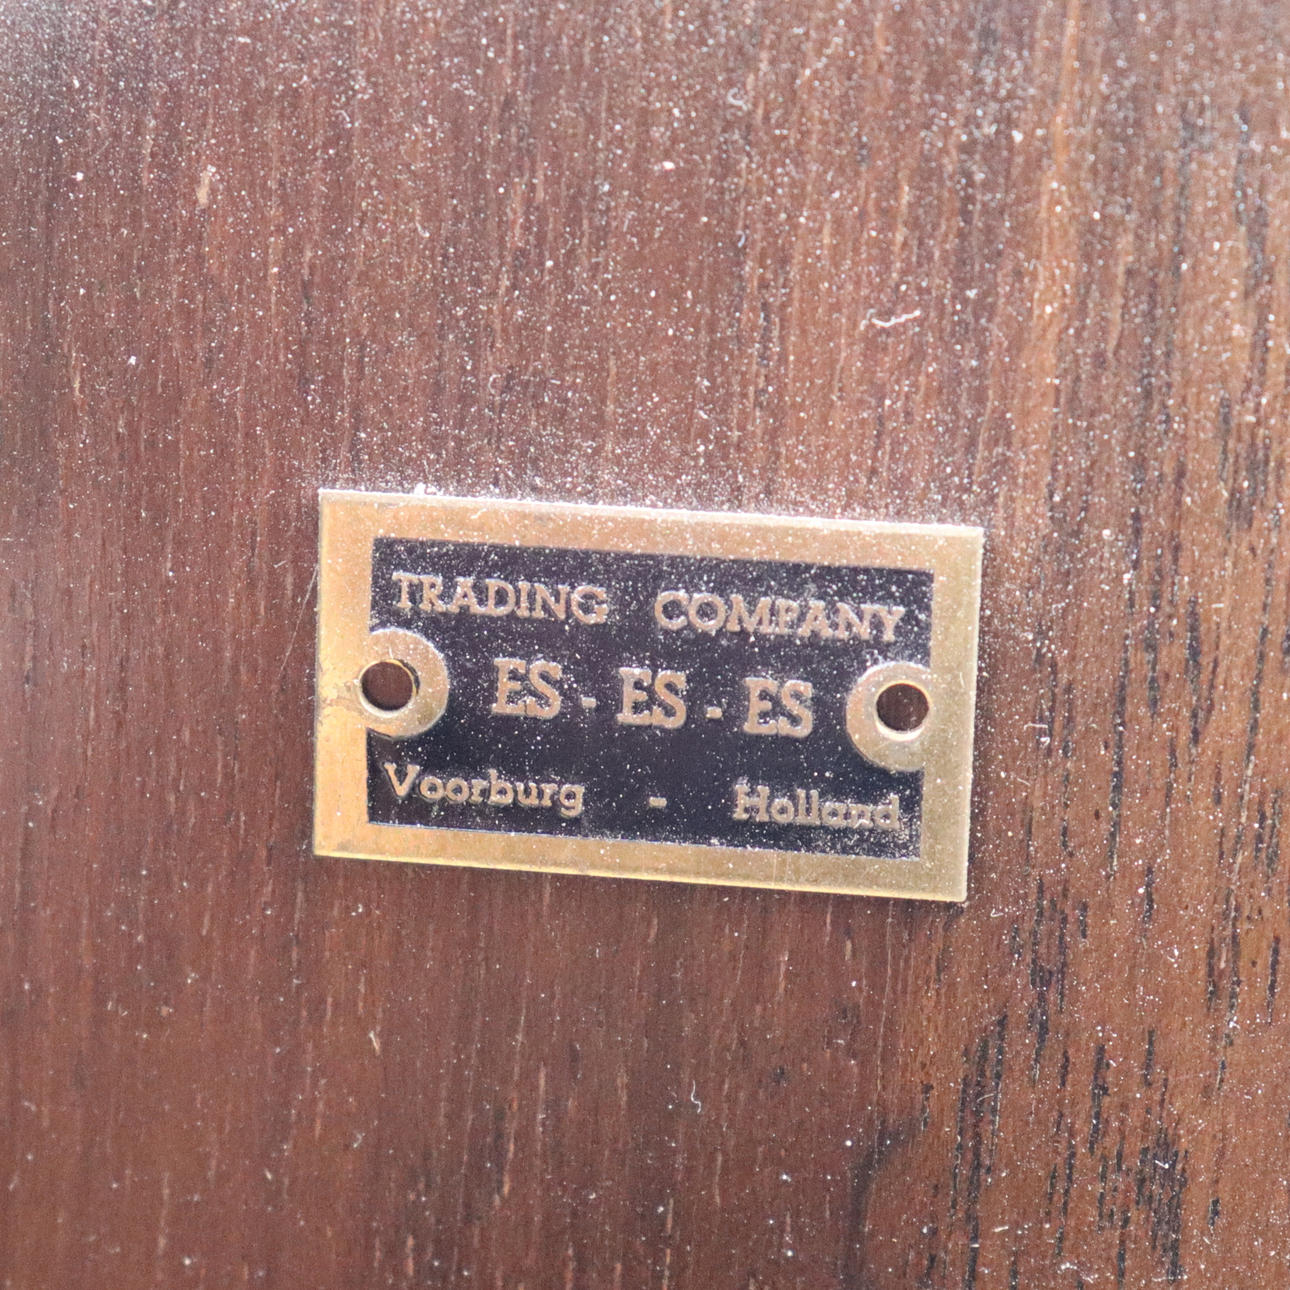 TRADING COMPANY
ES - ES - ES
Voorburg - Holland